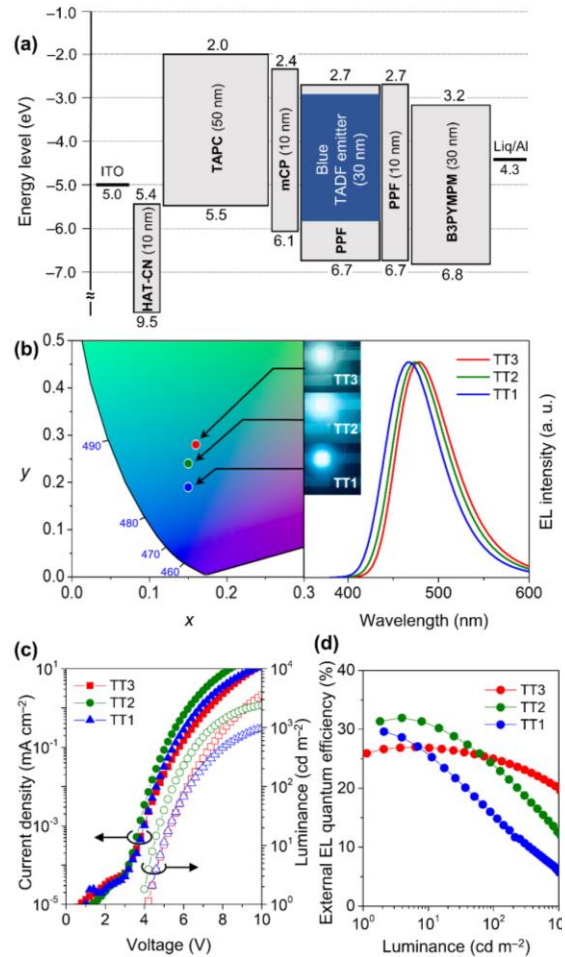 (a)
Energy level (eV)
−1.0
−2.0
−3.0
−4.0
−5.0
−6.0
−7.0
≈
ITO
5.0
5.4
HAT-CN (10 nm)
9.5
2.0
TAPC (50 nm)
5.5
2.4
mCP (10 nm)
6.1
2.7
Blue
TADF emitter
(30 nm)
PPF
6.7
2.7
PPF (10 nm)
6.7
3.2
B3PYMPM (30 nm)
6.8
Liq/Al
4.3
(b)
y
0.5
0.4
0.3
0.2
0.1
0.0
490
480
470
460
0.0 0.1 0.2 0.3
x
TT3
TT2
TT1
TT3
TT2
TT1
EL intensity (a. u.)
400 500 600
Wavelength (nm)
(c)
Current density (mA cm−2)
10^1
10^-1
10^-3
10^-5
TT3
TT2
TT1
10^4
10^3
10^2
10^1
10^0
Luminance (cd m−2)
0 2 4 6 8 10
Voltage (V)
(d)
External EL quantum efficiency (%)
40
30
20
10
0
TT3
TT2
TT1
10^0 10^1 10^2 10^3
Luminance (cd m−2)